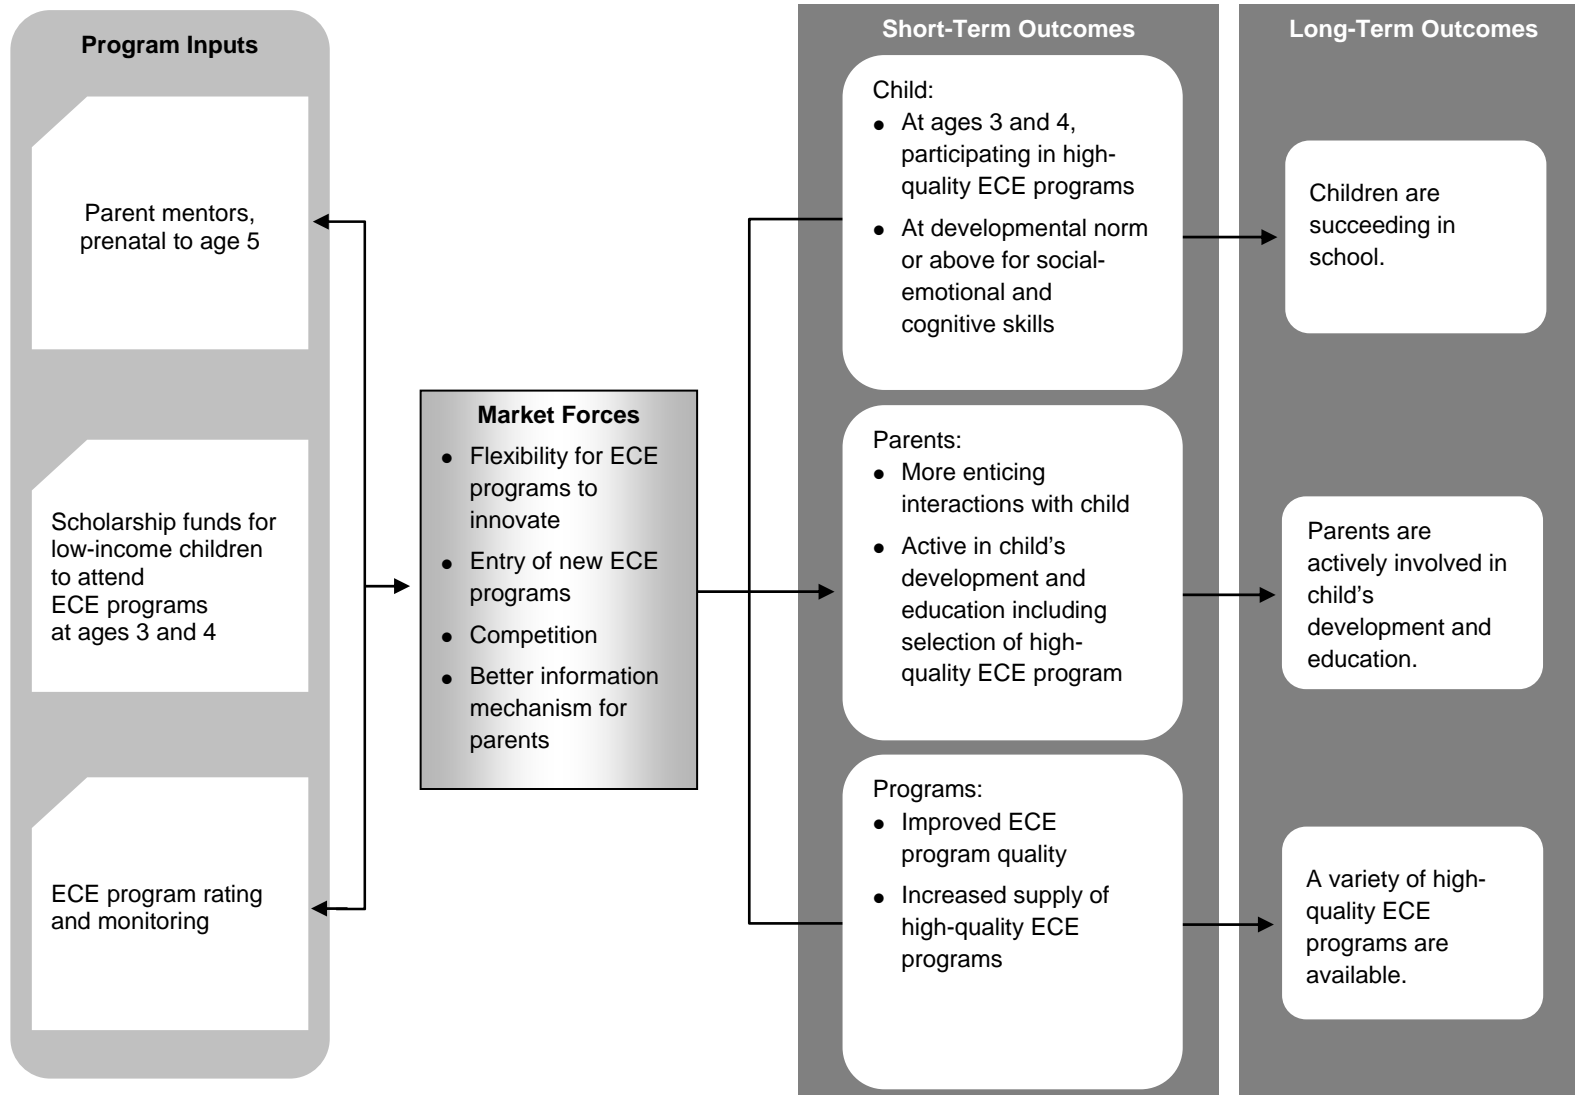 Program Inputs
Parent mentors,
prenatal to age 5
Scholarship funds for
low-income children
to attend
ECE programs
at ages 3 and 4
ECE program rating
and monitoring
Market Forces
● Flexibility for ECE
programs to
innovate
● Entry of new ECE
programs
● Competition
● Better information
mechanism for
parents
Short-Term Outcomes
Child:
● At ages 3 and 4,
participating in high-
quality ECE programs
● At developmental norm
or above for social-
emotional and
cognitive skills
Parents:
● More enticing
interactions with child
● Active in child’s
development and
education including
selection of high-
quality ECE program
Programs:
● Improved ECE
program quality
● Increased supply of
high-quality ECE
programs
Long-Term Outcomes
Children are
succeeding in
school.
Parents are
actively involved in
child’s
development and
education.
A variety of high-
quality ECE
programs are
available.